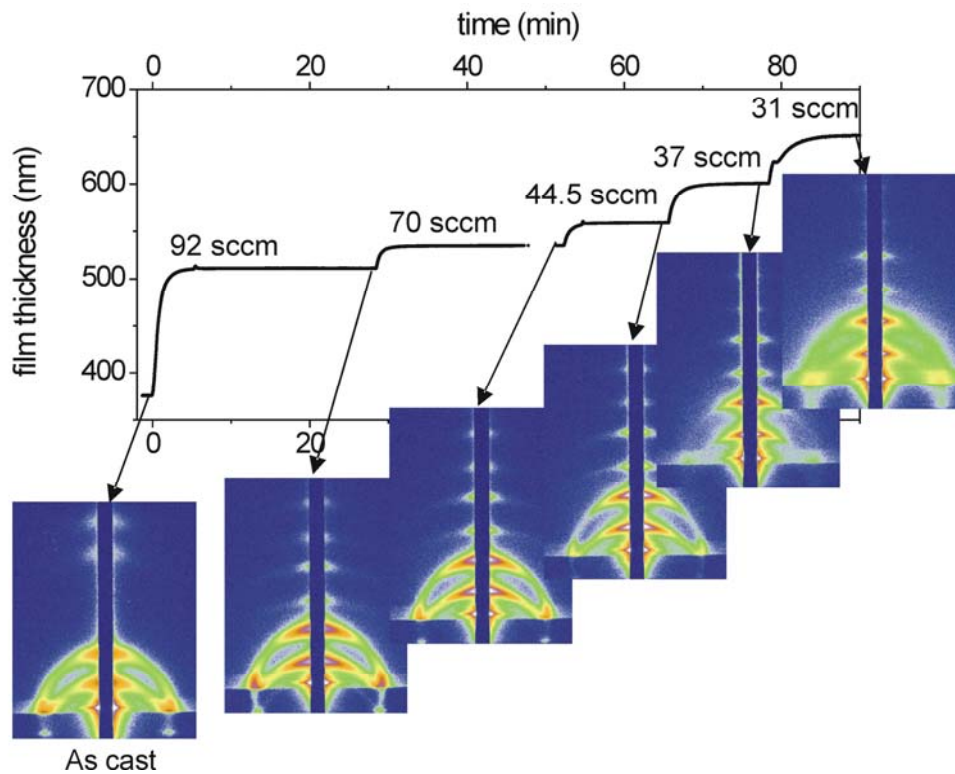 time (min)
0 20 40 60 80
700
31 sccm
37 sccm
600
44.5 sccm
70 sccm
92 sccm
500
400
film thickness (nm)
0 20
As cast